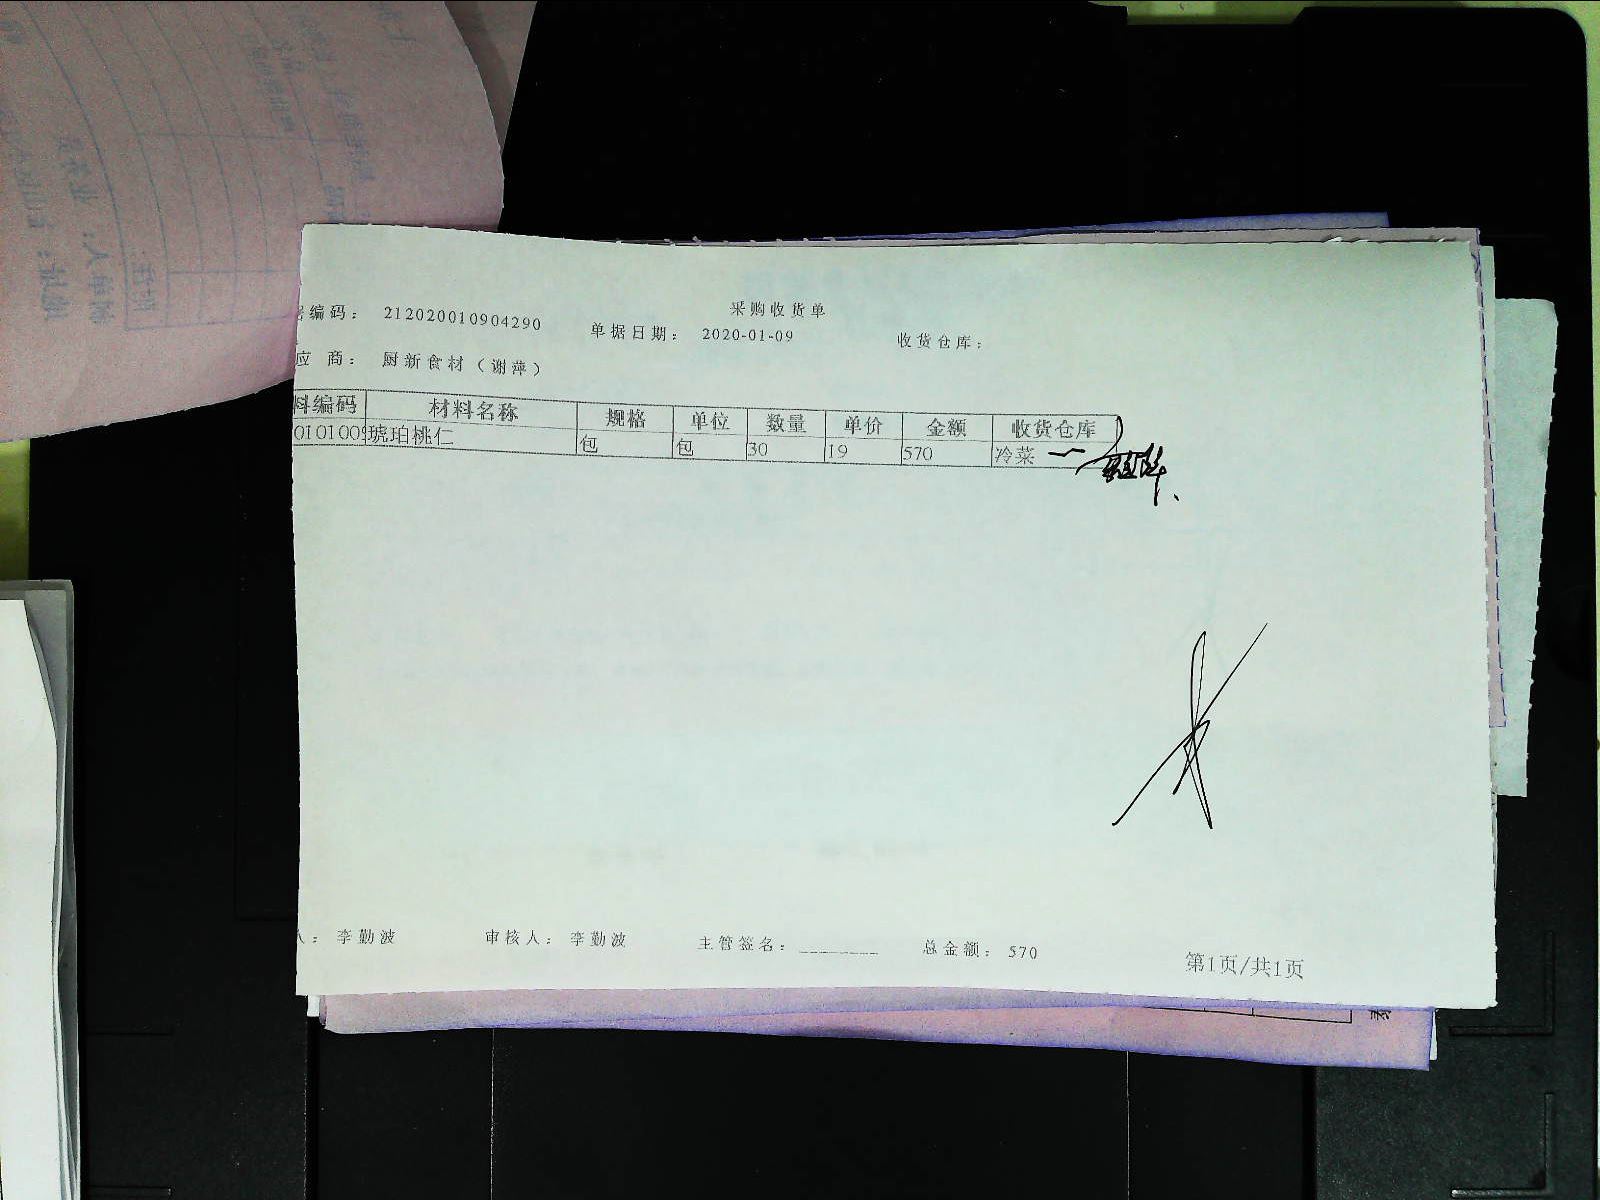 采购收货单
编码： 212020010904290 单据日期： 2020-01-09 收货仓库：
应 商： 厨新食材（谢萍）
料编码 材料名称 规格 单位 数量 单价 金额 收货仓库
0101009 琥珀桃仁 包 包 30 19 570 冷菜
人： 李勤波 审核人： 李勤波 主管签名： ________ 总金额： 570
第1页/共1页